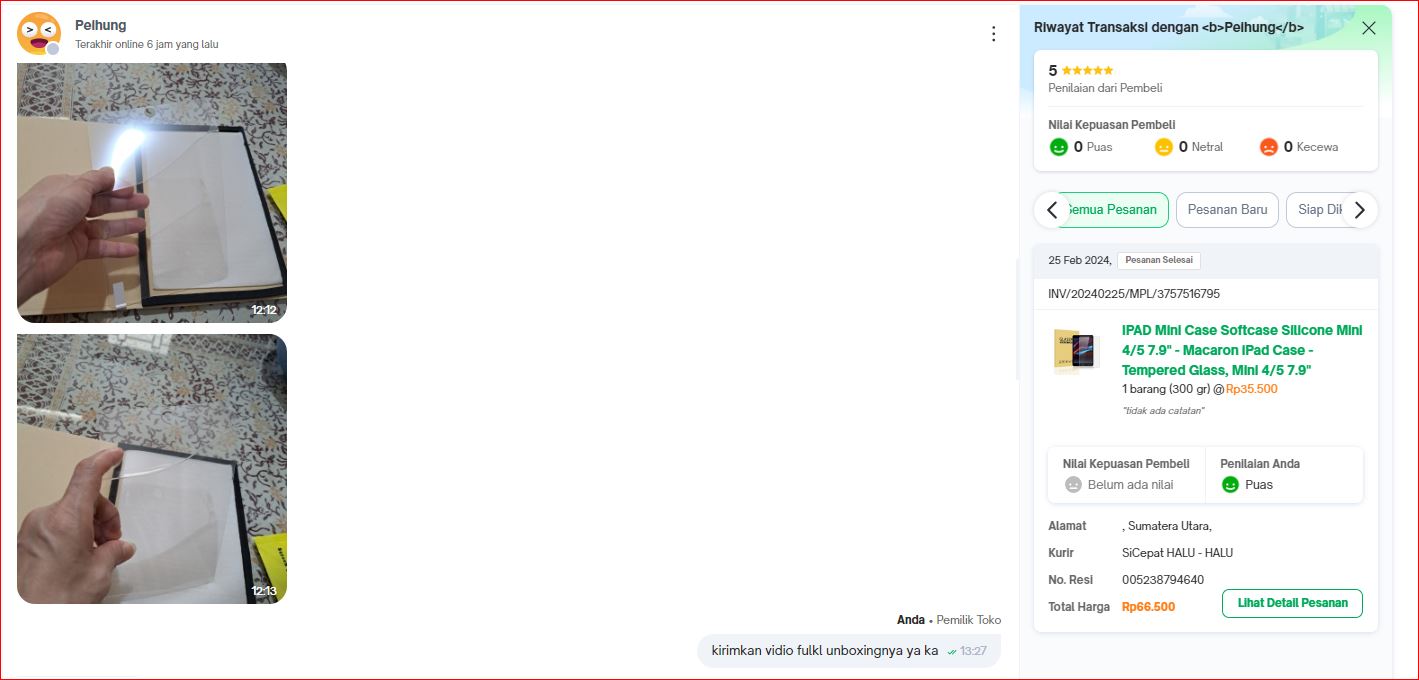 Peihung
Terakhir online 6 jam yang lalu
12:12
12:13
Anda • Pemilik Toko
kirimkan vidio fulkl unboxingnya ya ka 13:27
Riwayat Transaksi dengan <b>Peihung</b>
5
Penilaian dari Pembeli
Nilai Kepuasan Pembeli
0 Puas 0 Netral 0 Kecewa
Semua Pesanan Pesanan Baru Siap Dik
25 Feb 2024, Pesanan Selesai
INV/20240225/MPL/3757516795
IPAD Mini Case Softcase Silicone Mini
4/5 7.9" - Macaron iPad Case -
Tempered Glass, Mini 4/5 7.9"
1 barang (300 gr) @Rp35.500
"tidak ada catatan"
Nilai Kepuasan Pembeli Penilaian Anda
Belum ada nilai Puas
Alamat , Sumatera Utara,
Kurir SiCepat HALU - HALU
No. Resi 005238794640
Total Harga Rp66.500 Lihat Detail Pesanan